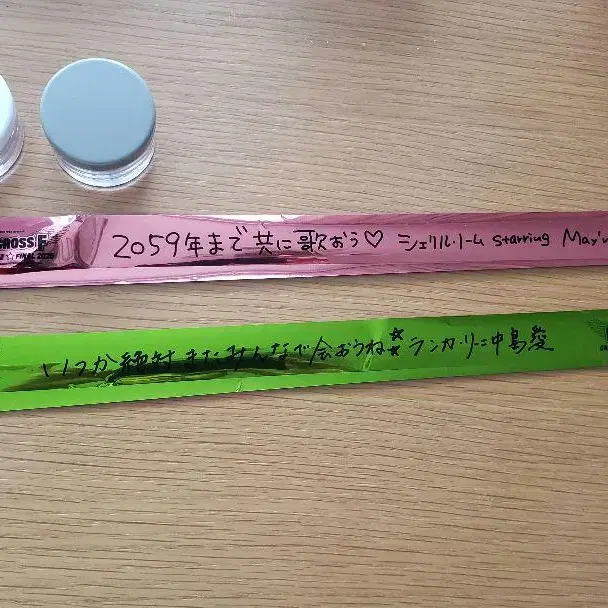 CROSS F
☆ FINAL 2025
2059年まで共に歌おう♡ シェリル・ノーム starring May'n
いつか絶対またみんなで会おうね☆ ランカ・リー=中島愛